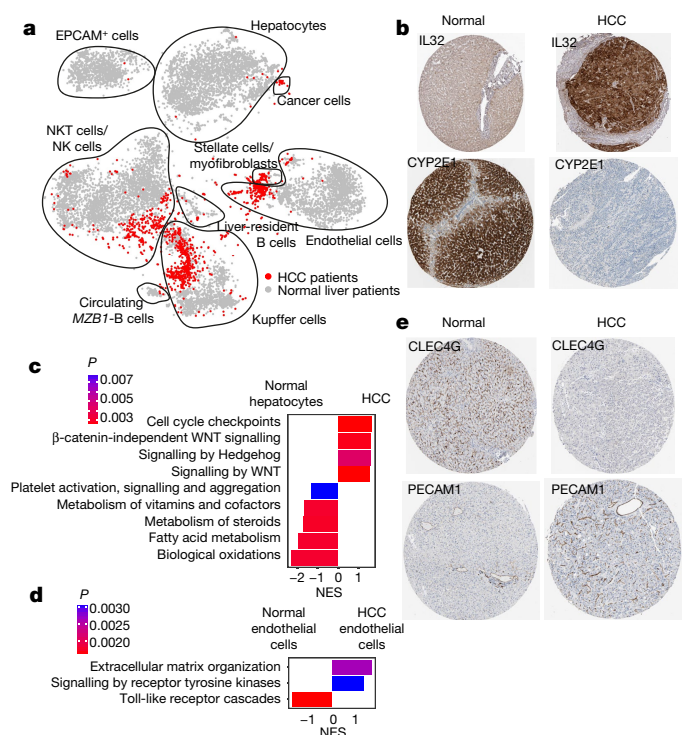 a
EPCAM⁺ cells
Hepatocytes
Cancer cells
NKT cells/
NK cells
Stellate cells/
myofibroblasts
Liver-resident
B cells
Endothelial cells
HCC patients
Normal liver patients
Circulating
MZB1-B cells
Kupffer cells
b
Normal
HCC
IL32
IL32
CYP2E1
CYP2E1
c
P
0.007
0.005
0.003
Normal
hepatocytes
HCC
Cell cycle checkpoints
β-catenin-independent WNT signalling
Signalling by Hedgehog
Signalling by WNT
Platelet activation, signalling and aggregation
Metabolism of vitamins and cofactors
Metabolism of steroids
Fatty acid metabolism
Biological oxidations
−2 −1 0 1
NES
d
P
0.0030
0.0025
0.0020
Normal
endothelial
cells
HCC
endothelial
cells
Extracellular matrix organization
Signalling by receptor tyrosine kinases
Toll-like receptor cascades
−1 0 1
NES
e
Normal
HCC
CLEC4G
CLEC4G
PECAM1
PECAM1